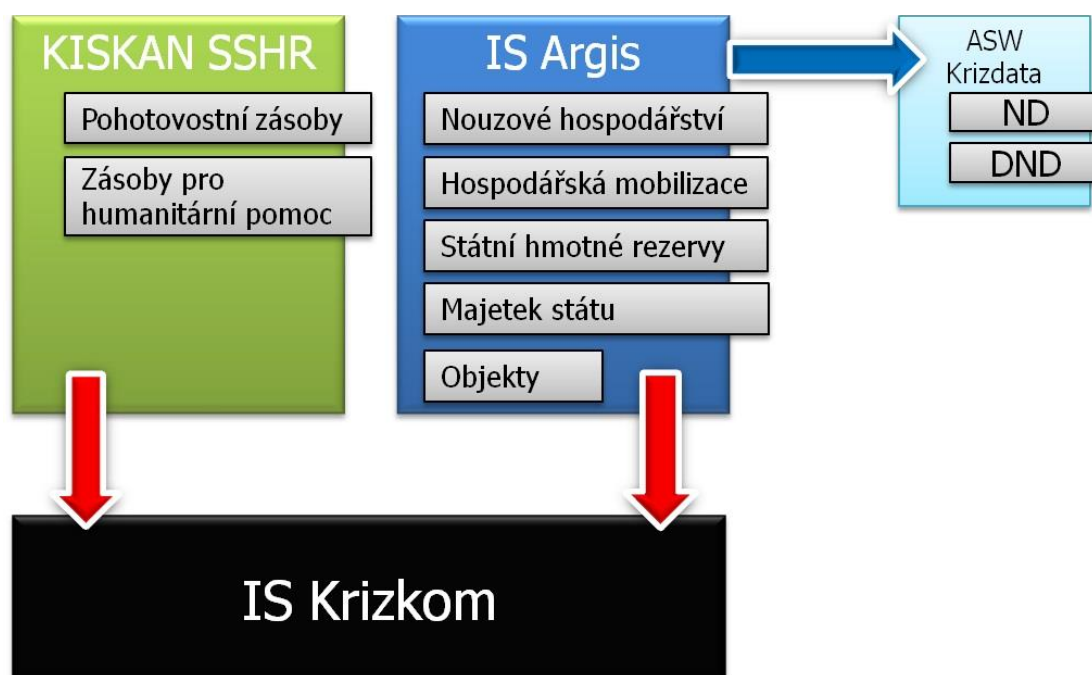 KISKAN SSHR
Pohotovostní zásoby
Zásoby pro
humanitární pomoc
IS Argis
Nouzové hospodářství
Hospodářská mobilizace
Státní hmotné rezervy
Majetek státu
Objekty
ASW
Krizdata
ND
DND
IS Krizkom